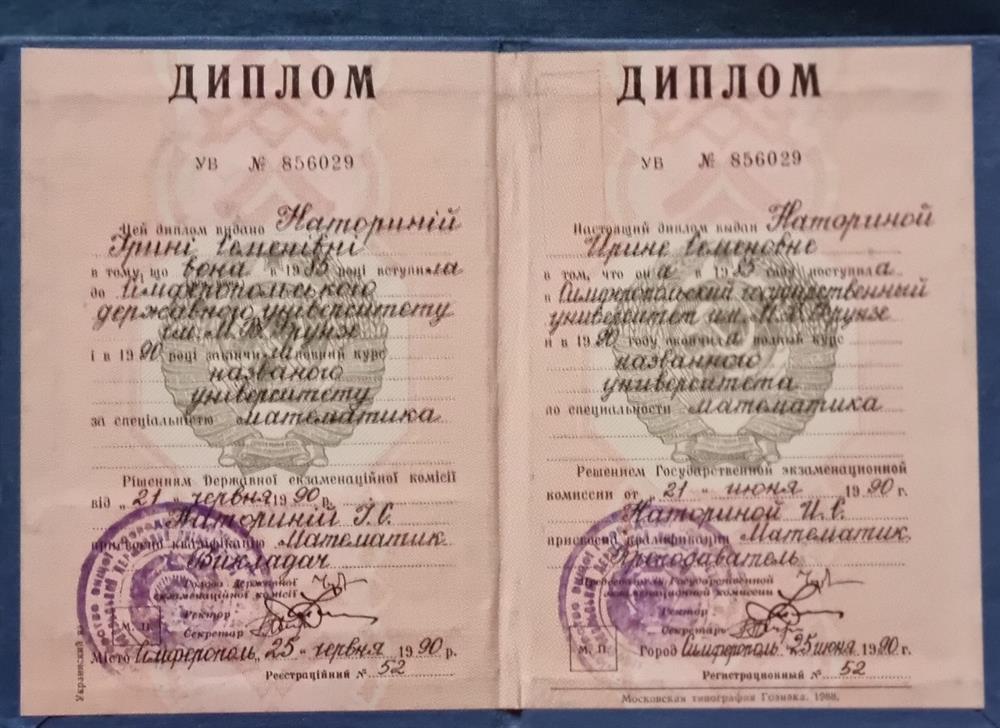 ДИПЛОМ
УВ № 856029
Цей диплом видано Наториній
Ірині Семенівні
в тому, що вона в 1985 році вступила
до Сімферопольського
державного університету
ім. М.В. Фрунзе
і в 1990 році закінчила повний курс
названого
університету
за спеціальністю математика
Рішенням Державної екзаменаційної комісії
від „21“ червня 1990 р.
Наториній І.С.
присвоєно кваліфікацію Математик.
Викладач
Голова Державної
екзаменаційної комісії
Ректор
Секретар
М. П.
Місто Сімферополь „25“ червня 1990 р.
Реєстраційний № 52
Украинский
ДИПЛОМ
УВ № 856029
Настоящий диплом выдан Наториной
Ирине Семеновне
в том, что она в 1985 году поступила
в Симферопольский государственный
университет им. М.В. Фрунзе
и в 1990 году окончила полный курс
названного
университета
по специальности математика
Решением Государственной экзаменационной
комиссии от „21“ июня 1990 г.
Наториной И.С.
присвоена квалификация Математик.
Преподаватель
Председатель Государственной
экзаменационной комиссии
Ректор
Секретарь
М. П.
Город Симферополь „25“ июня 1990 г.
Регистрационный № 52
Московская типография Гознака. 1988.